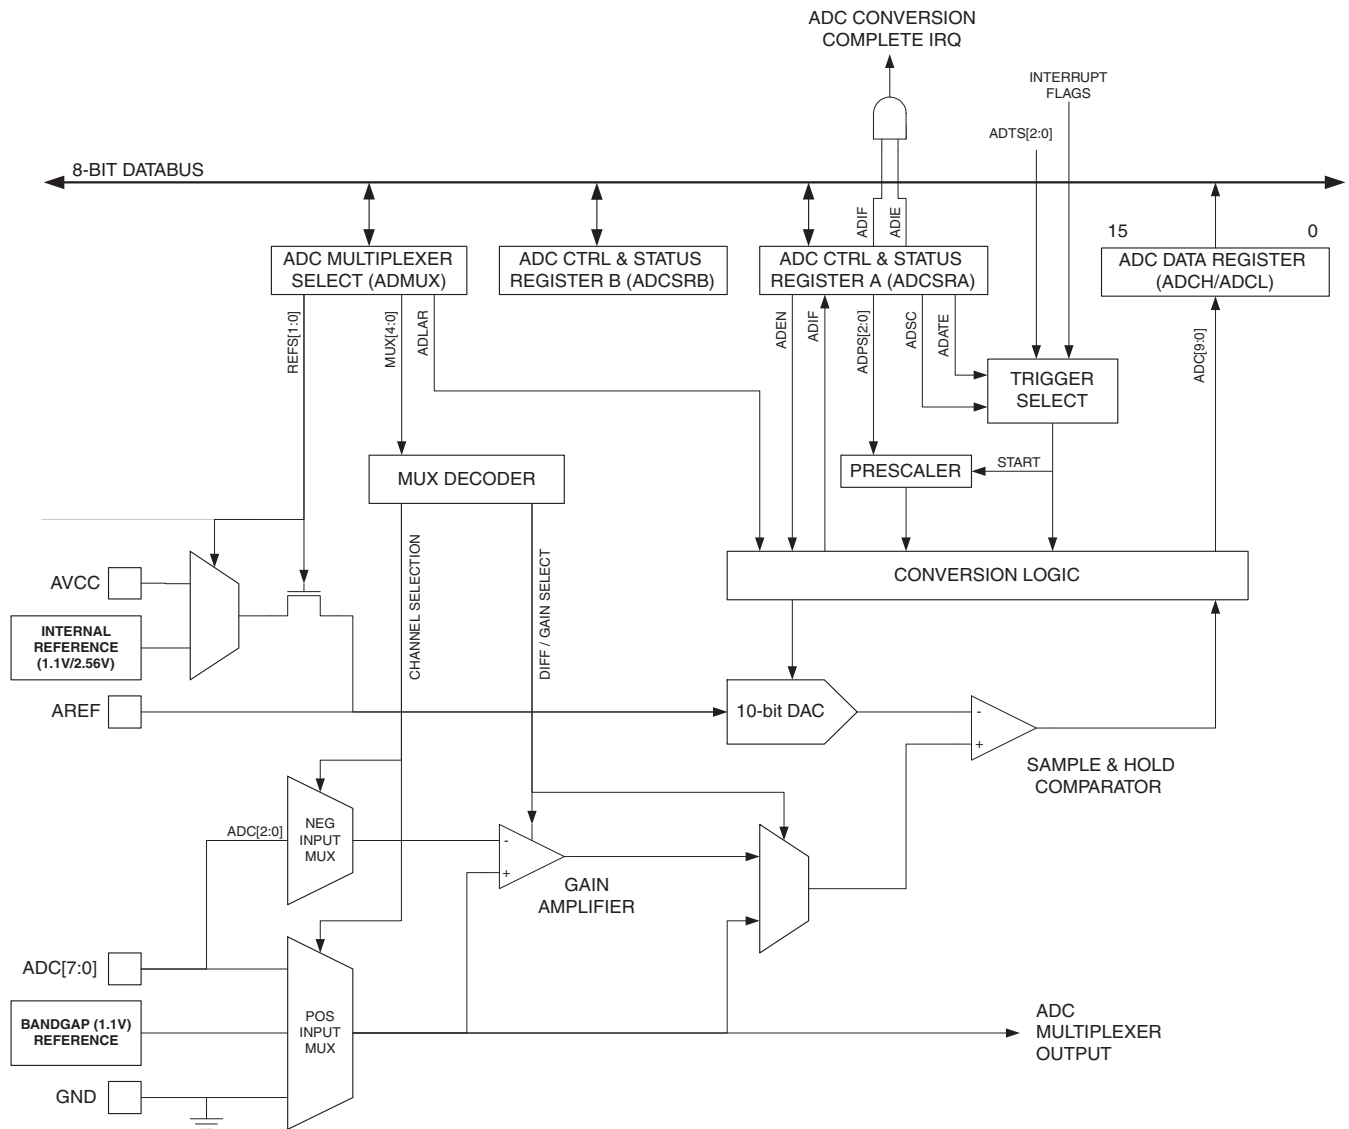 ADC CONVERSION
COMPLETE IRQ
INTERRUPT
FLAGS
ADTS[2:0]
8-BIT DATABUS
ADIF
ADIE
15
0
ADC MULTIPLEXER
SELECT (ADMUX)
ADC CTRL & STATUS
REGISTER B (ADCSRB)
ADC CTRL & STATUS
REGISTER A (ADCSRA)
ADC DATA REGISTER
(ADCH/ADCL)
REFS[1:0]
MUX[4:0]
ADLAR
ADEN
ADIF
ADPS[2:0]
ADSC
ADATE
ADC[9:0]
TRIGGER
SELECT
MUX DECODER
PRESCALER
START
CHANNEL SELECTION
DIFF / GAIN SELECT
CONVERSION LOGIC
AVCC
INTERNAL
REFERENCE
(1.1V/2.56V)
AREF
10-bit DAC
-
+
SAMPLE & HOLD
COMPARATOR
ADC[2:0]
NEG
INPUT
MUX
-
+
GAIN
AMPLIFIER
ADC[7:0]
BANDGAP (1.1V)
REFERENCE
POS
INPUT
MUX
ADC
MULTIPLEXER
OUTPUT
GND